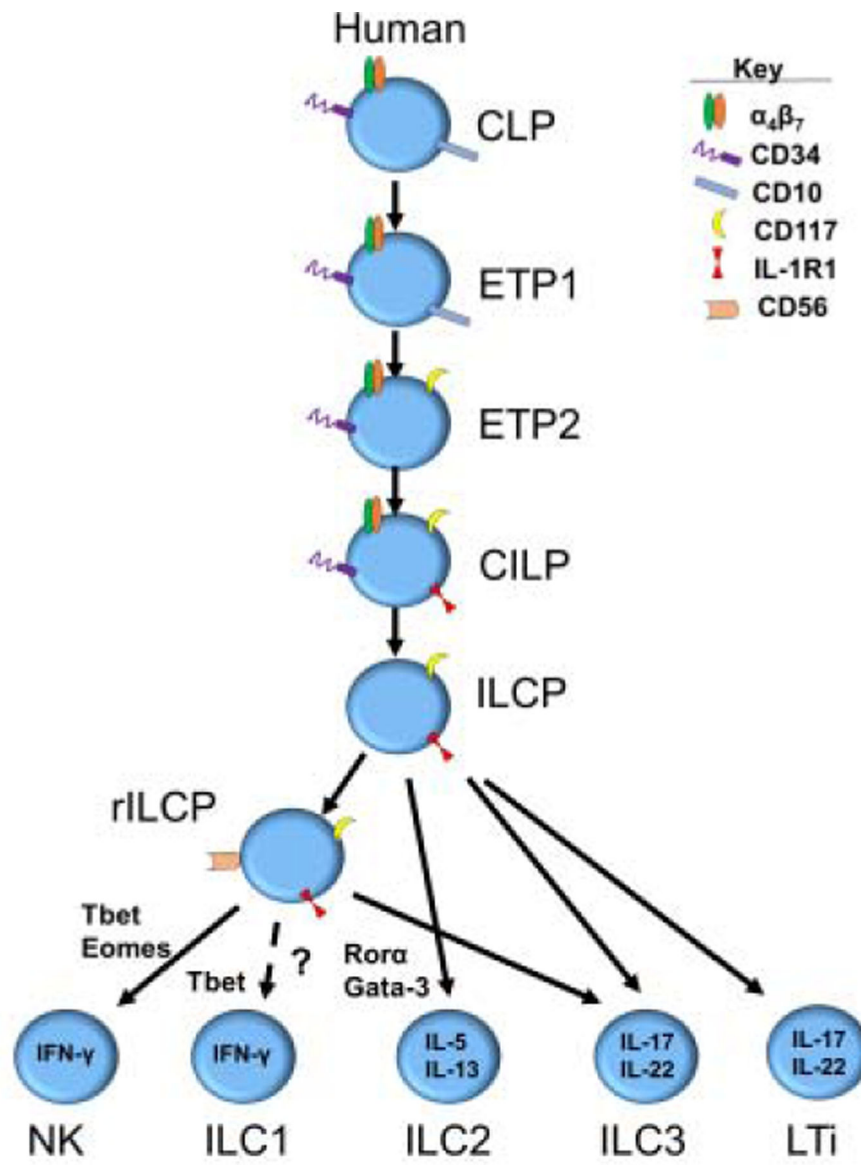 Human
Key
α4β7
CD34
CD10
CD117
IL-1R1
CD56
CLP
ETP1
ETP2
CILP
ILCP
rILCP
Tbet
Eomes
Tbet
?
Rorα
Gata-3
IFN-γ
IFN-γ
IL-5
IL-13
IL-17
IL-22
IL-17
IL-22
NK
ILC1
ILC2
ILC3
LTi